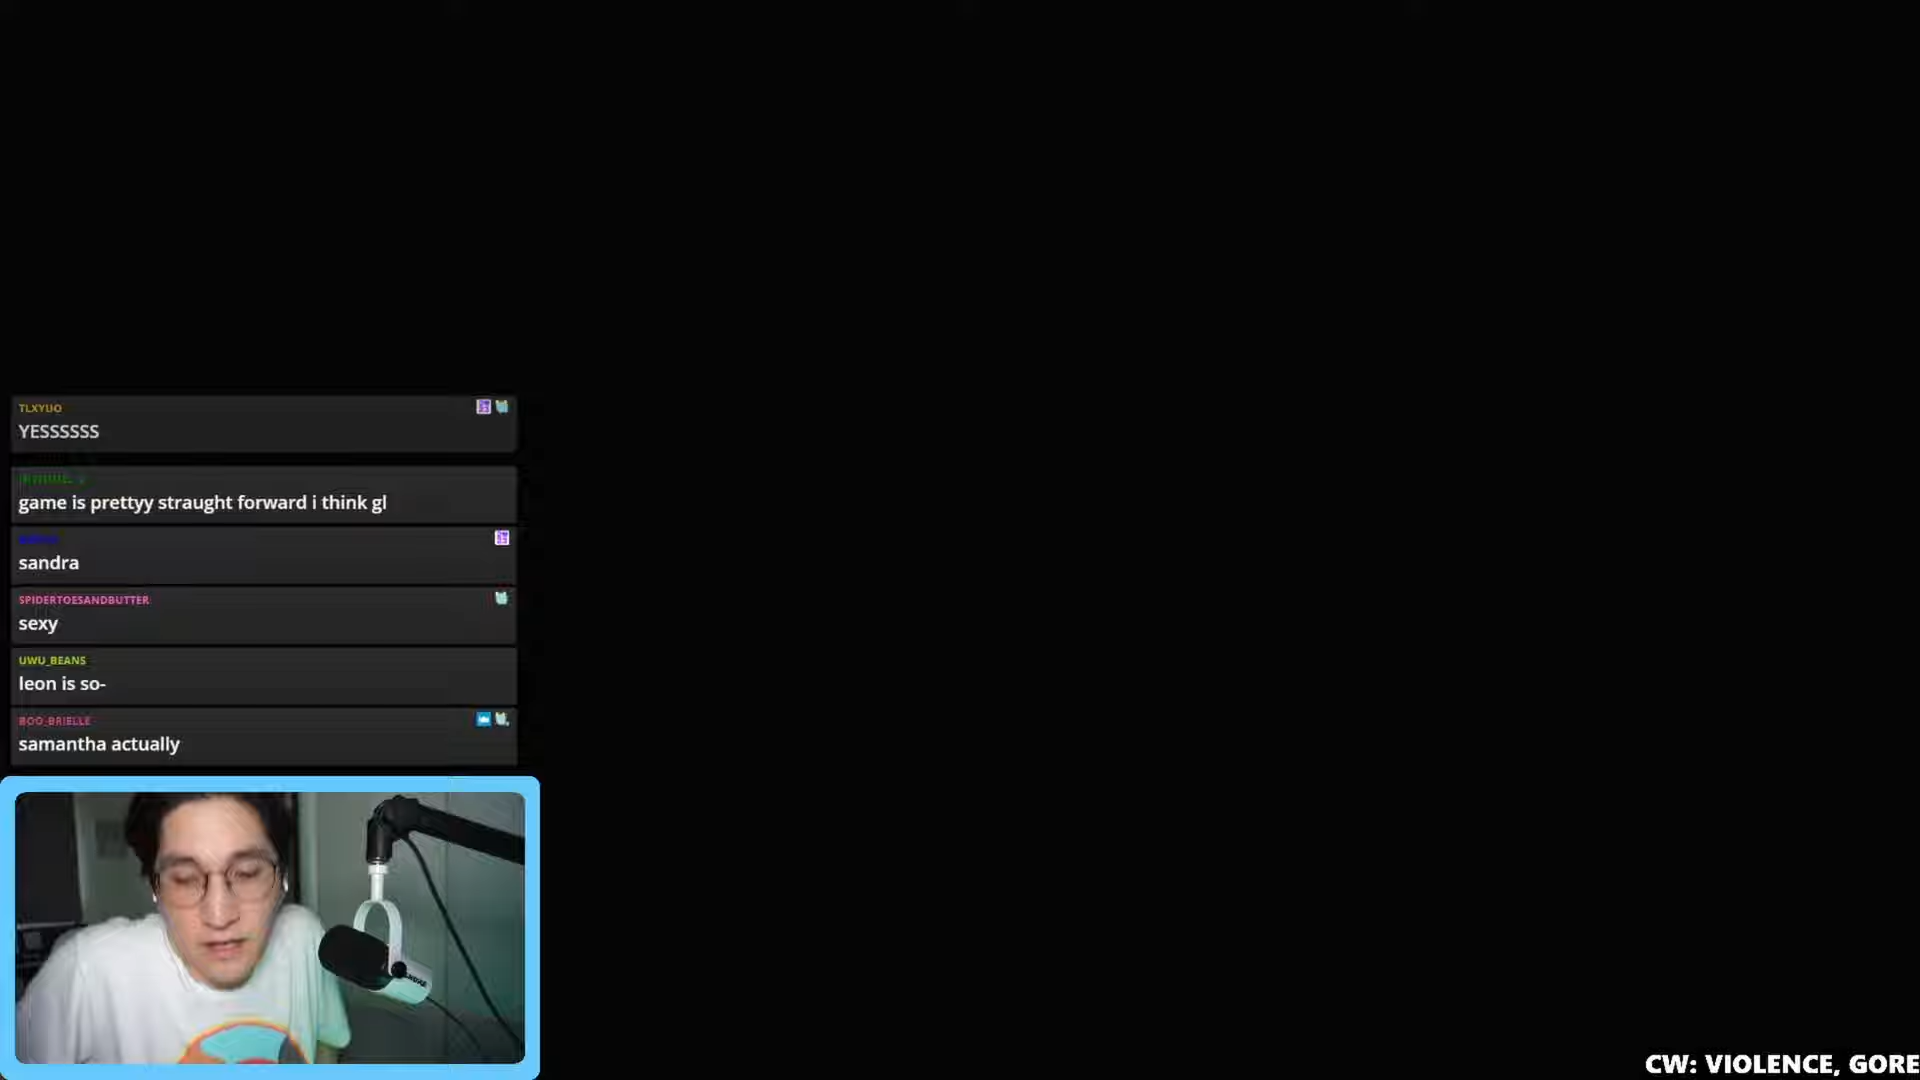 TLXYUO
YESSSSSS
game is prettyy straught forward i think gl
sandra
SPIDERTOESANDBUTTER
sexy
UWU_BEANS
leon is so-
BOO_BRIELLE
samantha actually
CW: VIOLENCE, GORE